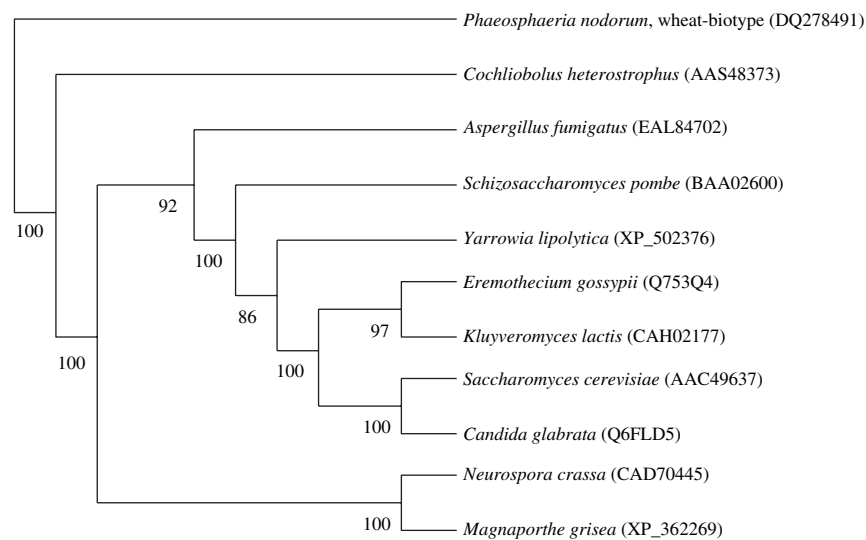 Phaeosphaeria nodorum, wheat-biotype (DQ278491)
Cochliobolus heterostrophus (AAS48373)
Aspergillus fumigatus (EAL84702)
Schizosaccharomyces pombe (BAA02600)
92
100
Yarrowia lipolytica (XP_502376)
100
Eremothecium gossypii (Q753Q4)
86
97
Kluyveromyces lactis (CAH02177)
100
100
Saccharomyces cerevisiae (AAC49637)
100
Candida glabrata (Q6FLD5)
Neurospora crassa (CAD70445)
100
Magnaporthe grisea (XP_362269)